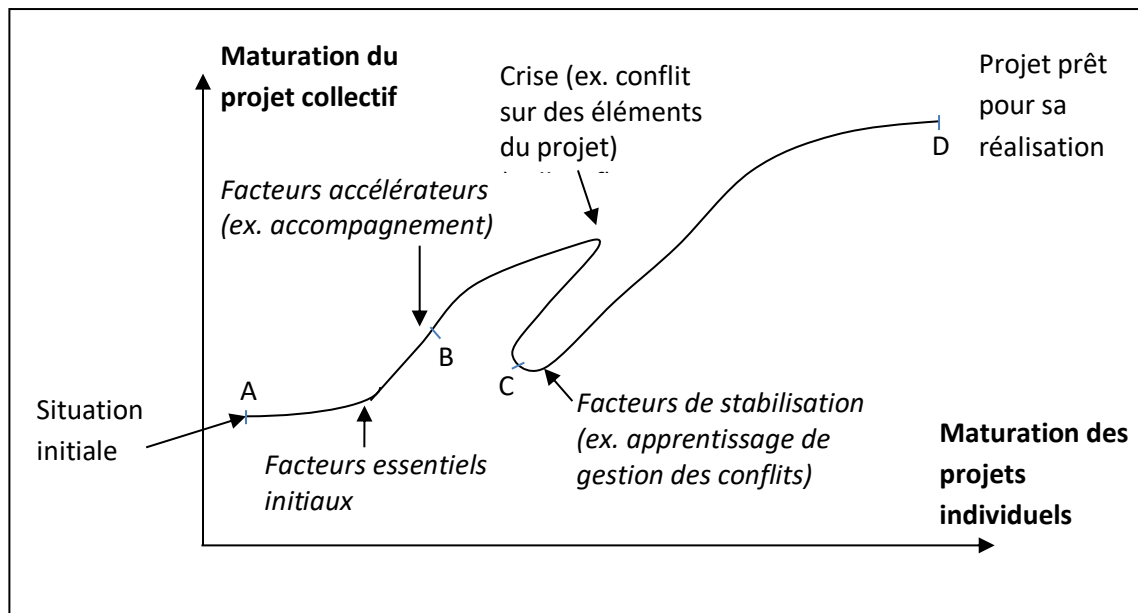 Maturation du
projet collectif
Crise (ex. conflit
sur des éléments
du projet)
Projet prêt
pour sa
réalisation
D
Facteurs accélérateurs
(ex. accompagnement)
B
C
A
Situation
initiale
Facteurs essentiels
initiaux
Facteurs de stabilisation
(ex. apprentissage de
gestion des conflits)
Maturation des
projets
individuels